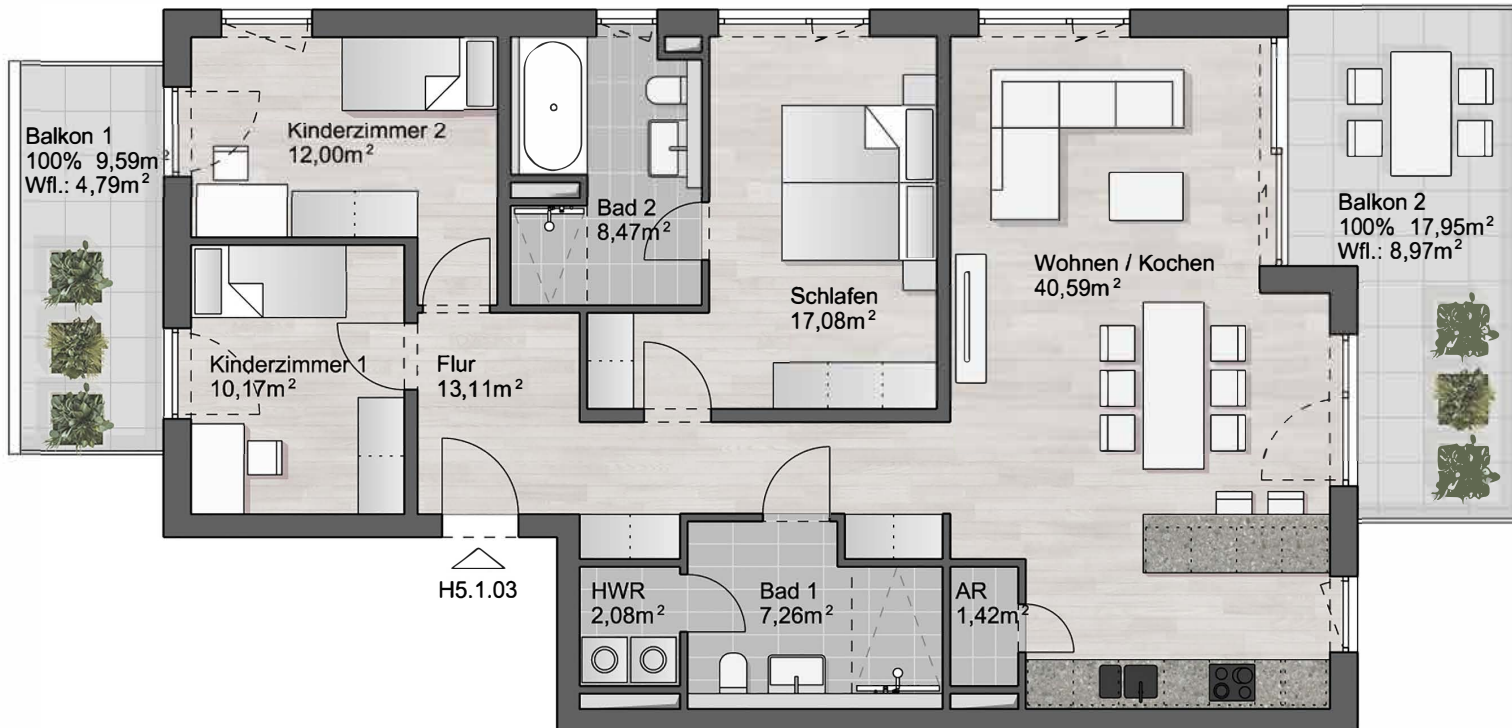 Balkon 1
100% 9,59m²
Wfl.: 4,79m²
Kinderzimmer 2
12,00m²
Bad 2
8,47m²
Schlafen
17,08m²
Wohnen / Kochen
40,59m²
Balkon 2
100% 17,95m²
Wfl.: 8,97m²
Kinderzimmer 1
10,17m²
Flur
13,11m²
H5.1.03
HWR
2,08m²
Bad 1
7,26m²
AR
1,42m²